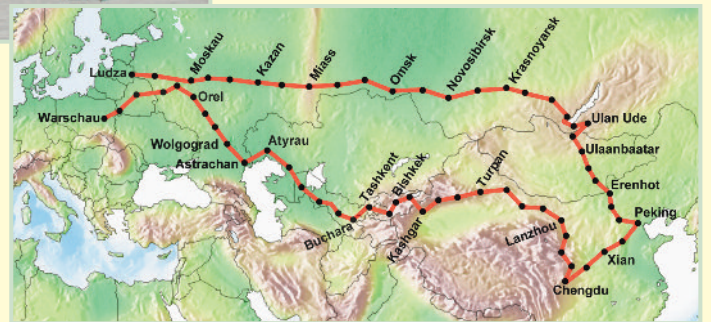 Ludza
Moskau
Kazan
Miass
Omsk
Novosibirsk
Krasnoyarsk
Warschau
Orel
Ulan Ude
Wolgograd
Atyrau
Ulaanbaatar
Astrachan
Tashkent
Bishkek
Turpan
Erenhot
Peking
Buchara
Kashgar
Lanzhou
Xian
Chengdu